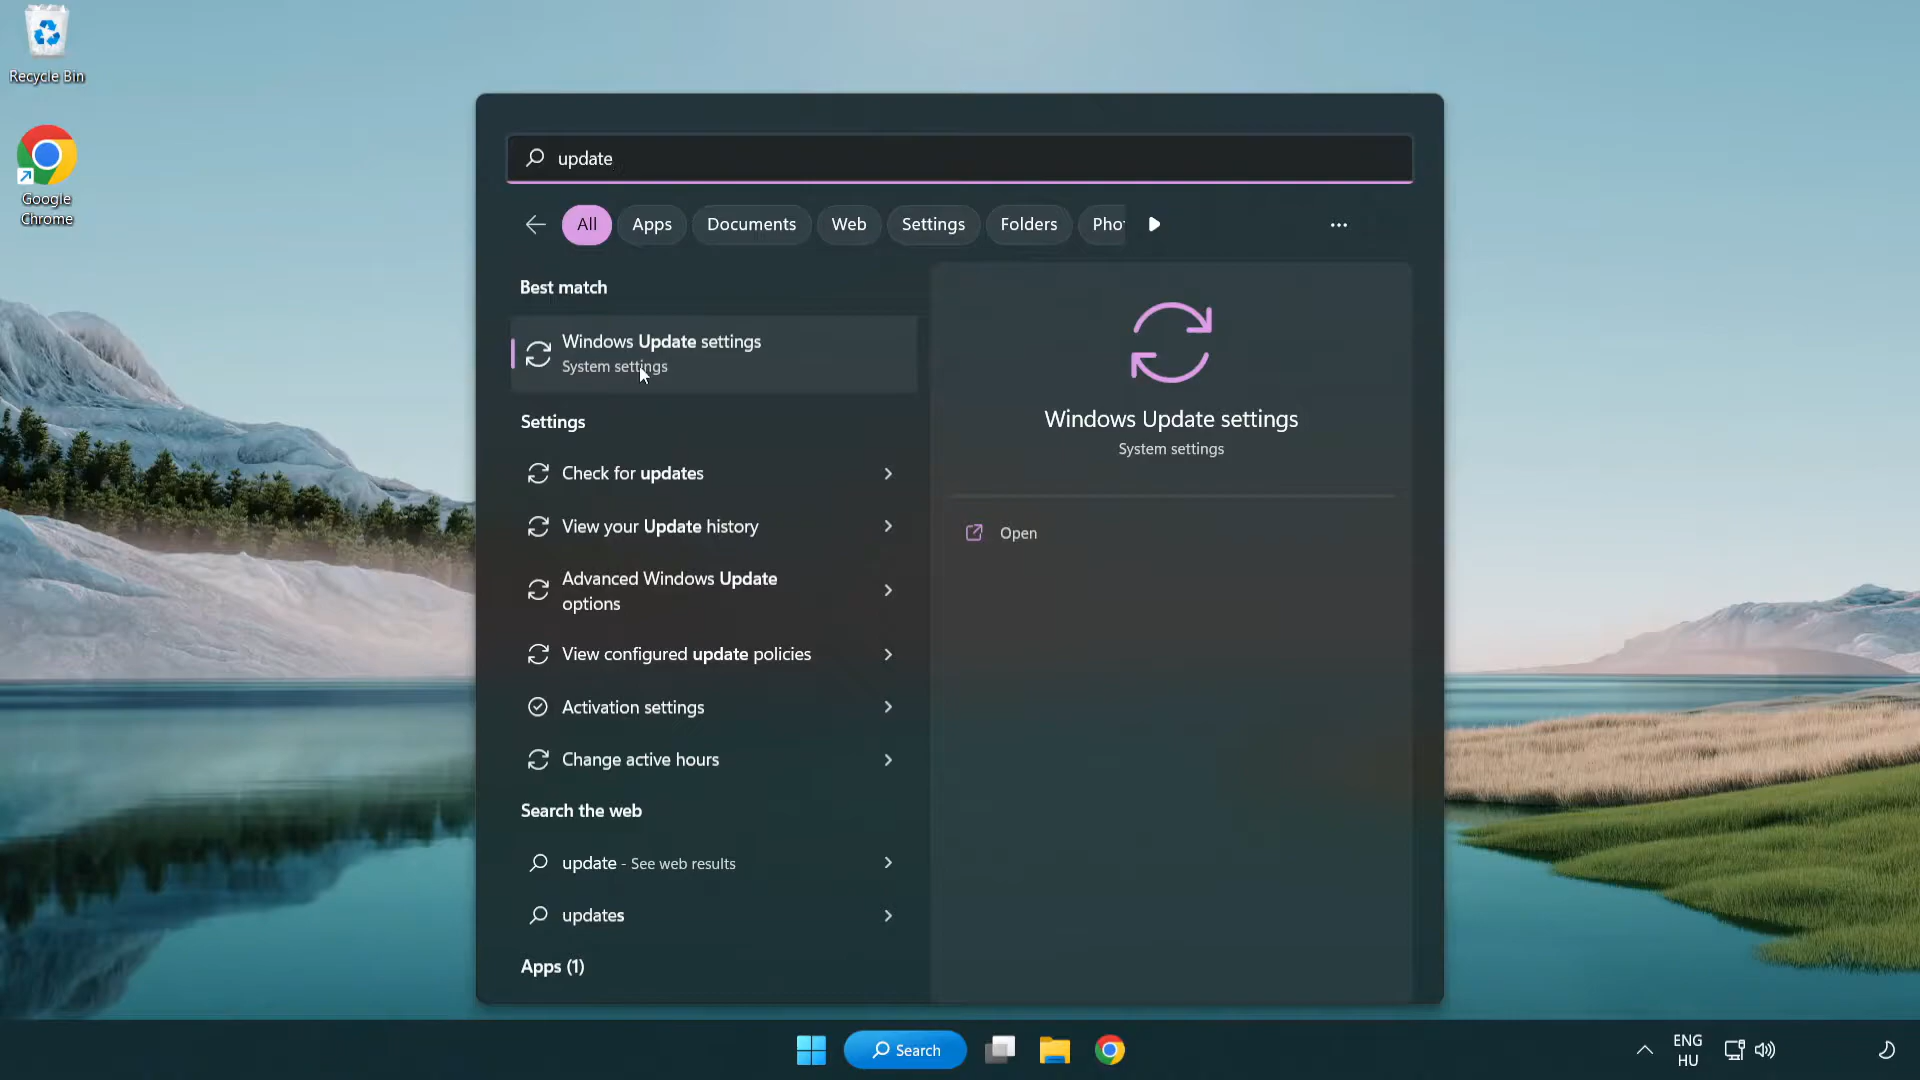 Recycle Bin
Google
Chrome
update
All
Apps
Documents
Web
Settings
Folders
Pho
Best match
Windows Update settings
System settings
Settings
Check for updates
View your Update history
Advanced Windows Update
options
View configured update policies
Activation settings
Change active hours
Search the web
update - See web results
updates
Apps (1)
Windows Update settings
System settings
Open
Search
ENG
HU